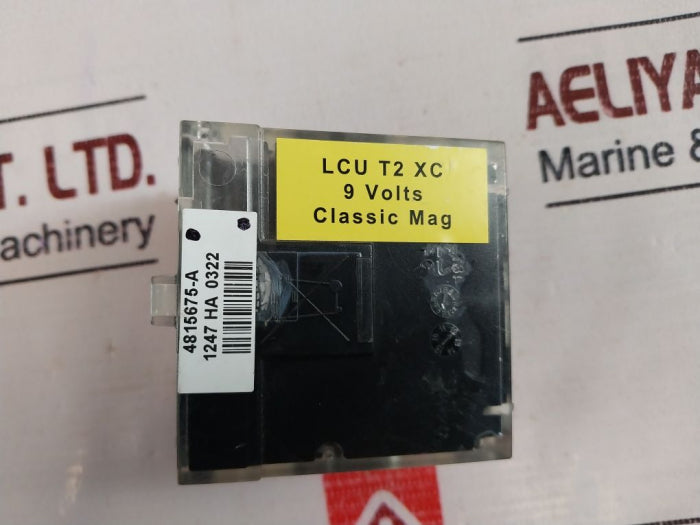 T. LTD.
achinery
AELIYA
Marine &
LCU T2 XC
9 Volts
Classic Mag
4815675-A
1247 HA 0322